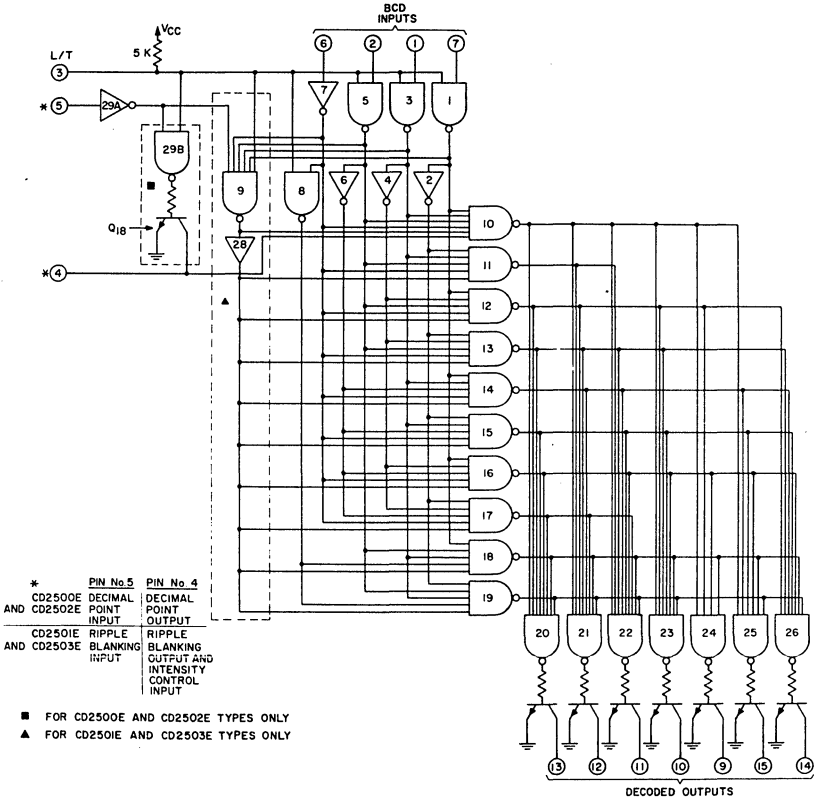 BCD
INPUTS
VCC
5 K
L/T
6 2 1 7
3
* 5
29A
7 5 3 1
29B
9 8 6 4 2
Q18
28
* 4
10
11
12
13
14
15
16
17
18
19
20 21 22 23 24 25 26
13 12 11 10 9 15 14
DECODED OUTPUTS
* PIN No.5 PIN No. 4
CD2500E DECIMAL DECIMAL
AND CD2502E POINT POINT
INPUT OUTPUT
CD2501E RIPPLE RIPPLE
AND CD2503E BLANKING BLANKING
INPUT OUTPUT AND
INTENSITY
CONTROL
INPUT
■ FOR CD2500E AND CD2502E TYPES ONLY
▲ FOR CD2501E AND CD2503E TYPES ONLY